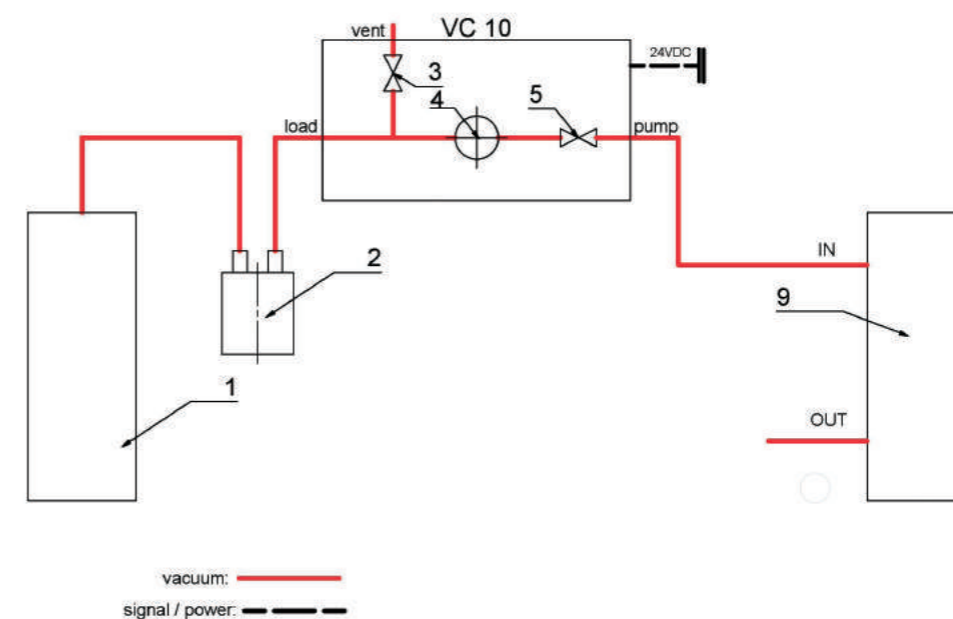 vent
VC 10
24VDC
3
4
5
load
pump
2
IN
9
1
OUT
vacuum:
signal / power: